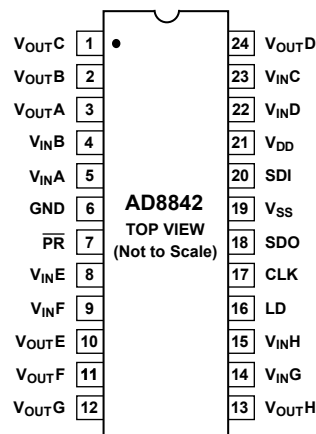 VOUTC 1 24 VOUTD
VOUTB 2 23 VINC
VOUTA 3 22 VIND
VINB 4 21 VDD
VINA 5 20 SDI
GND 6 AD8842 19 VSS
TOP VIEW
PR 7 (Not to Scale) 18 SDO
VINE 8 17 CLK
VINF 9 16 LD
VOUTE 10 15 VINH
VOUTF 11 14 VING
VOUTG 12 13 VOUTH